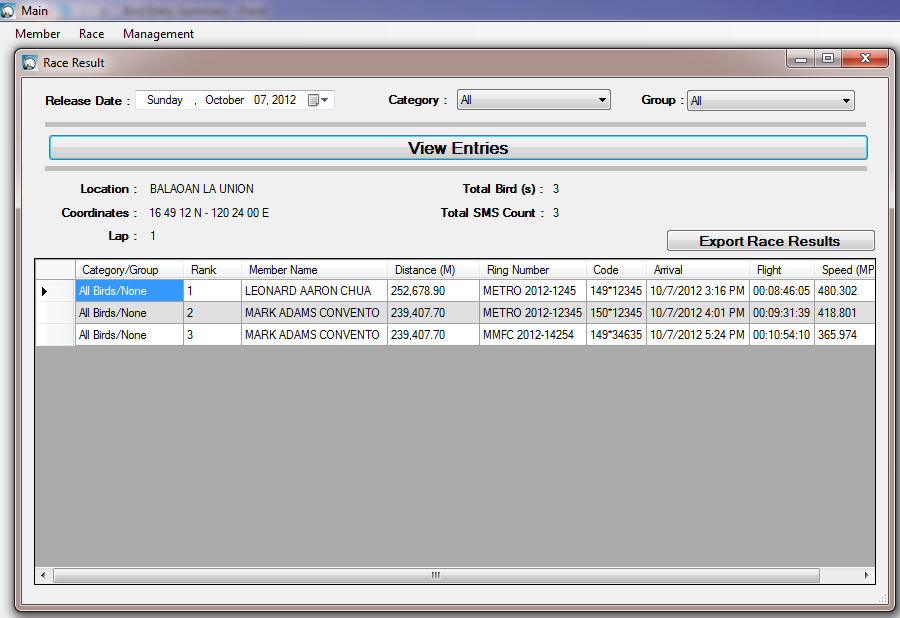 Main
Member Race Management
Race Result
Release Date : Sunday , October 07, 2012 Category : All Group : All
View Entries
Location : BALAOAN LA UNION Total Bird (s) : 3
Coordinates : 16 49 12 N - 120 24 00 E Total SMS Count : 3
Lap : 1
Export Race Results
Category/Group Rank Member Name Distance (M) Ring Number Code Arrival Flight Speed (MP
All Birds/None 1 LEONARD AARON CHUA 252,678.90 METRO 2012-1245 149*12345 10/7/2012 3:16 PM 00:08:46:05 480.302
All Birds/None 2 MARK ADAMS CONVENTO 239,407.70 METRO 2012-12345 150*12345 10/7/2012 4:01 PM 00:09:31:39 418.801
All Birds/None 3 MARK ADAMS CONVENTO 239,407.70 MMFC 2012-14254 149*34635 10/7/2012 5:24 PM 00:10:54:10 365.974